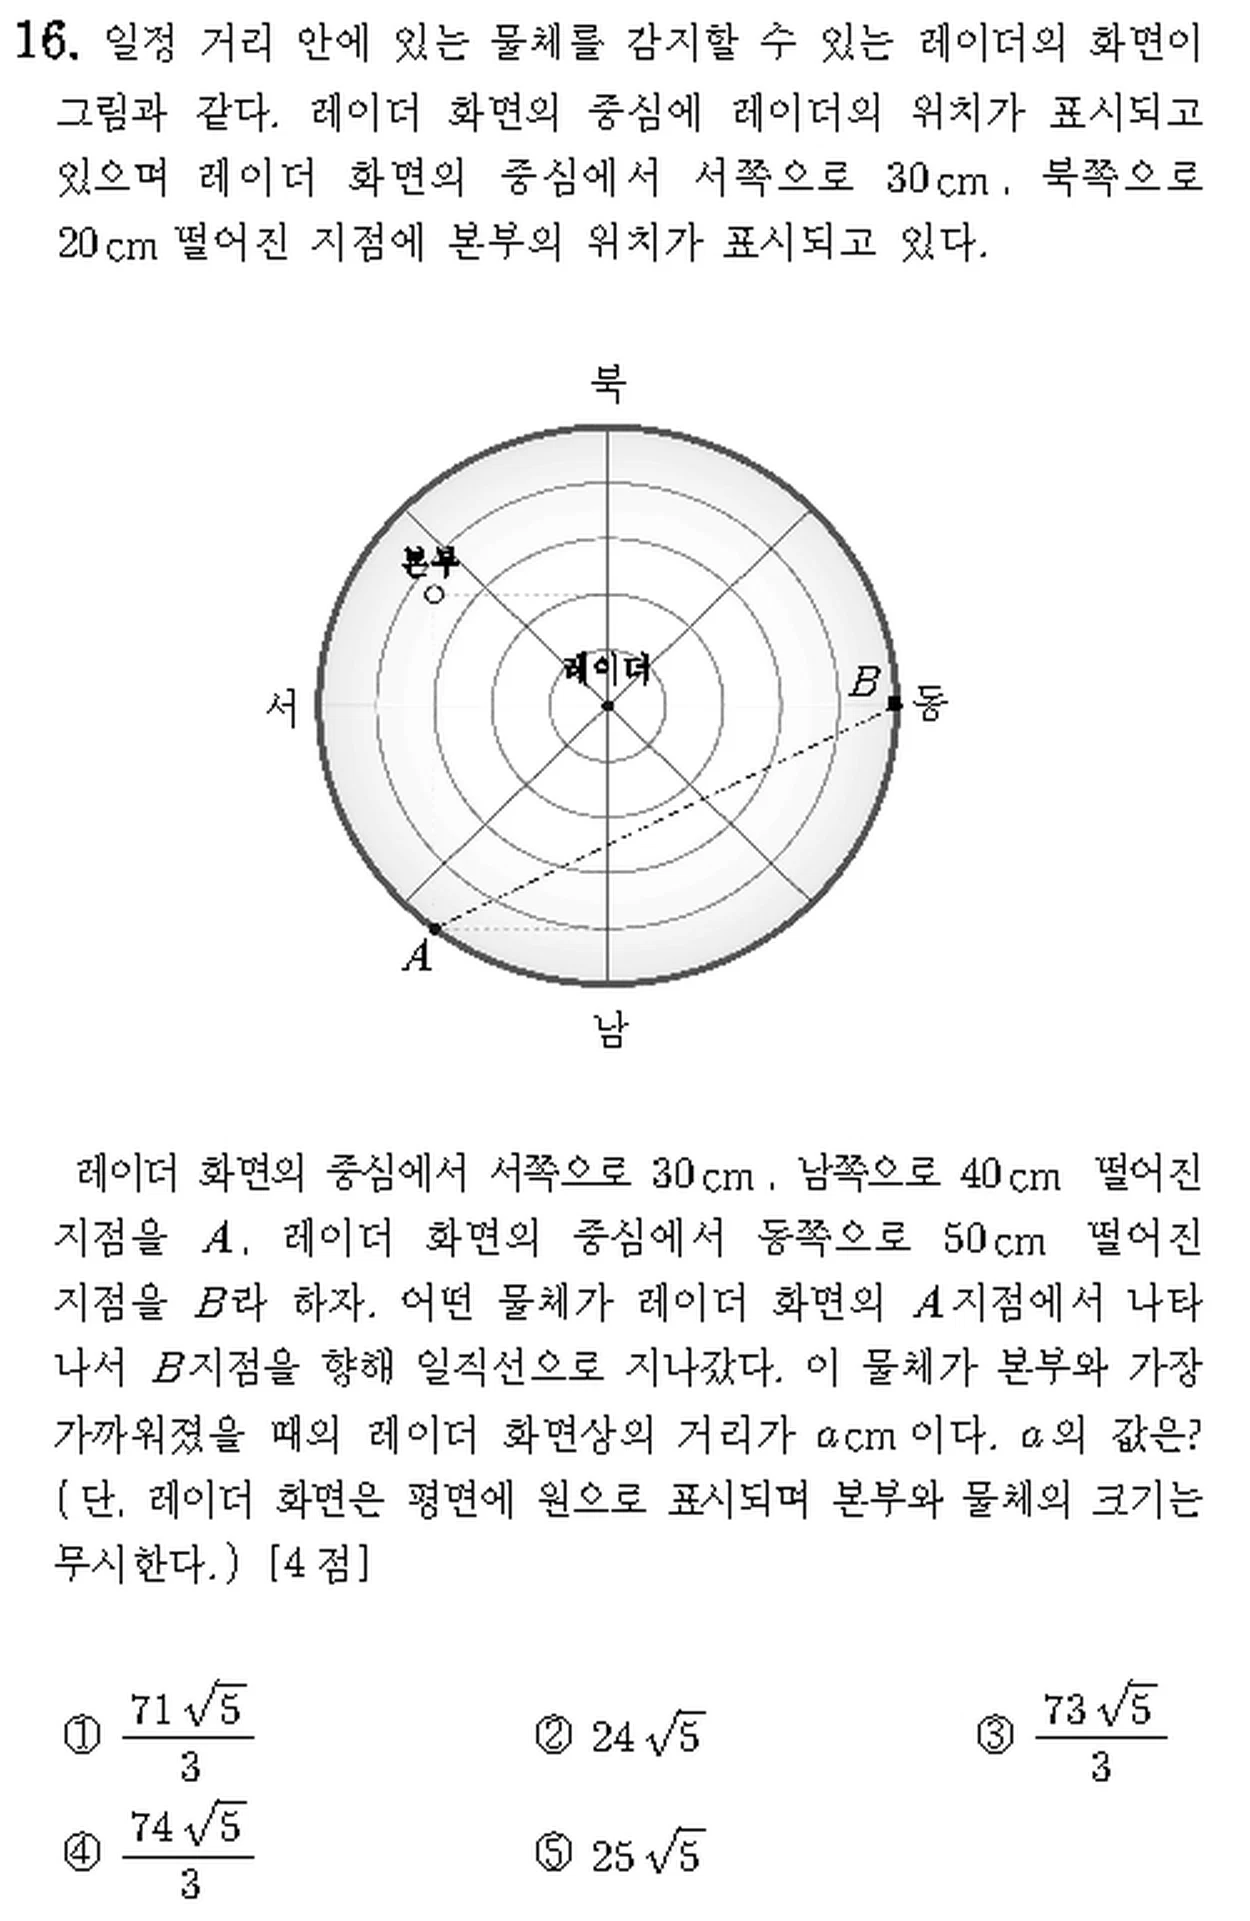 16. 일정 거리 안에 있는 물체를 감지할 수 있는 레이더의 화면이
그림과 같다. 레이더 화면의 중심에 레이더의 위치가 표시되고
있으며 레이더 화면의 중심에서 서쪽으로 30cm, 북쪽으로
20cm 떨어진 지점에 본부의 위치가 표시되고 있다.
북
본부
레이더
서
B
동
A
남
레이더 화면의 중심에서 서쪽으로 30cm, 남쪽으로 40cm 떨어진
지점을 A, 레이더 화면의 중심에서 동쪽으로 50cm 떨어진
지점을 B라 하자. 어떤 물체가 레이더 화면의 A지점에서 나타
나서 B지점을 향해 일직선으로 지나갔다. 이 물체가 본부와 가장
가까워졌을 때의 레이더 화면상의 거리가 acm이다. a의 값은?
(단, 레이더 화면은 평면에 원으로 표시되며 본부와 물체의 크기는
무시한다.) [4점]
① 71√5/3 ② 24√5 ③ 73√5/3
④ 74√5/3 ⑤ 25√5